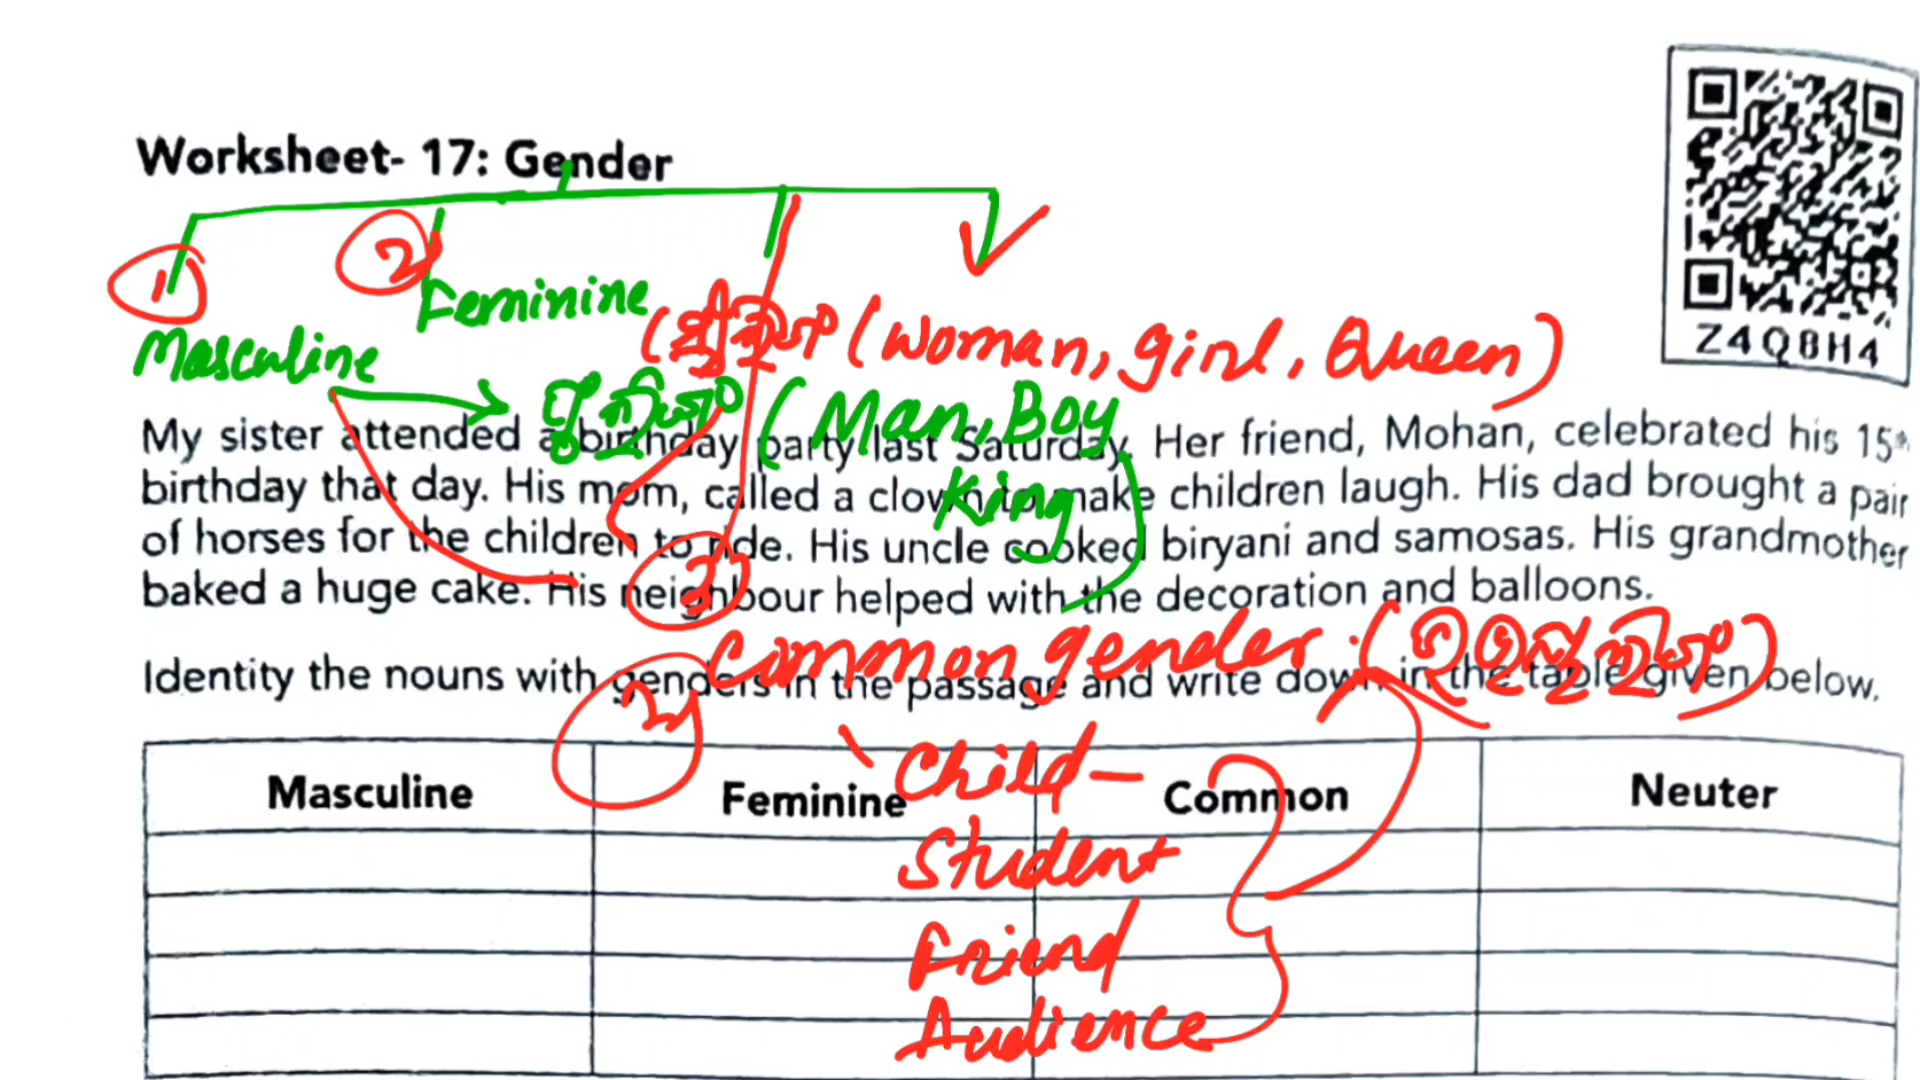 Worksheet- 17: Gender
Z4Q8H4
1
2
Feminine
(ସ୍ତ୍ରୀଲିଙ୍ଗ (Woman, girl, Queen)
Masculine
(Man, Boy
King)
My sister attended a birthday party last Saturday. Her friend, Mohan, celebrated his 15th
birthday that day. His mom, called a clown to make children laugh. His dad brought a pair
of horses for the children to ride. His uncle cooked biryani and samosas. His grandmother
baked a huge cake. His neighbour helped with the decoration and balloons.
3
Common gender.
Identity the nouns with genders in the passage and write down in the table given below.
Child-
Masculine Feminine Common Neuter
Student
Friend
Audience